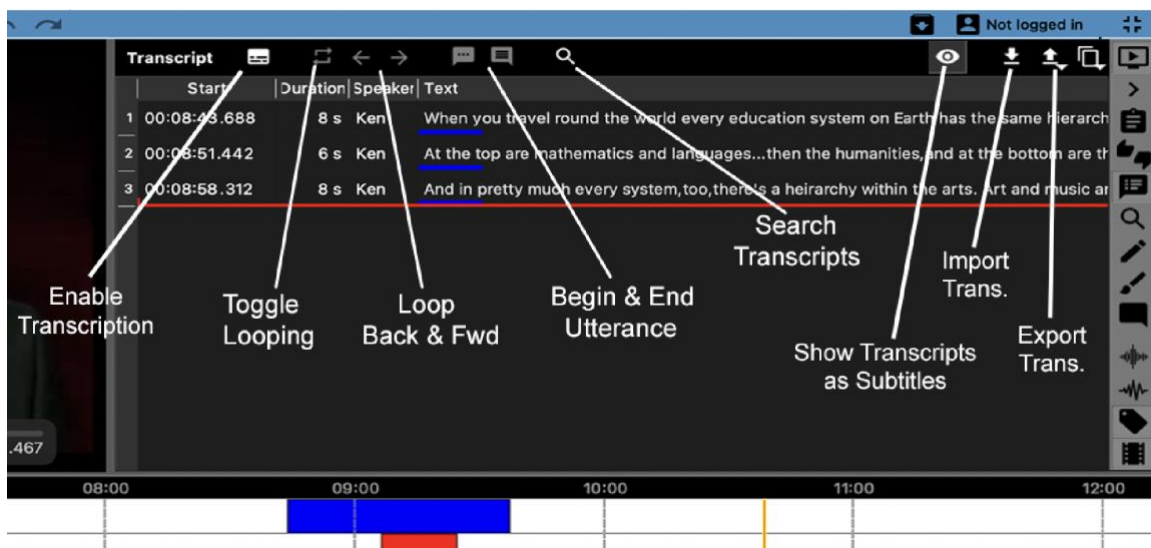 Not logged in
Transcript
Start Duration Speaker Text
1 00:08:43.688 8 s Ken When you travel round the world every education system on Earth has the same hierarch
2 00:08:51.442 6 s Ken At the top are mathematics and languages...then the humanities,and at the bottom are th
3 00:08:58.312 8 s Ken And in pretty much every system,too,there's a heirarchy within the arts. Art and music ar
Enable
Transcription
Toggle
Looping
Loop
Back & Fwd
Begin & End
Utterance
Search
Transcripts
Show Transcripts
as Subtitles
Import
Trans.
Export
Trans.
.467
08:00 09:00 10:00 11:00 12:00